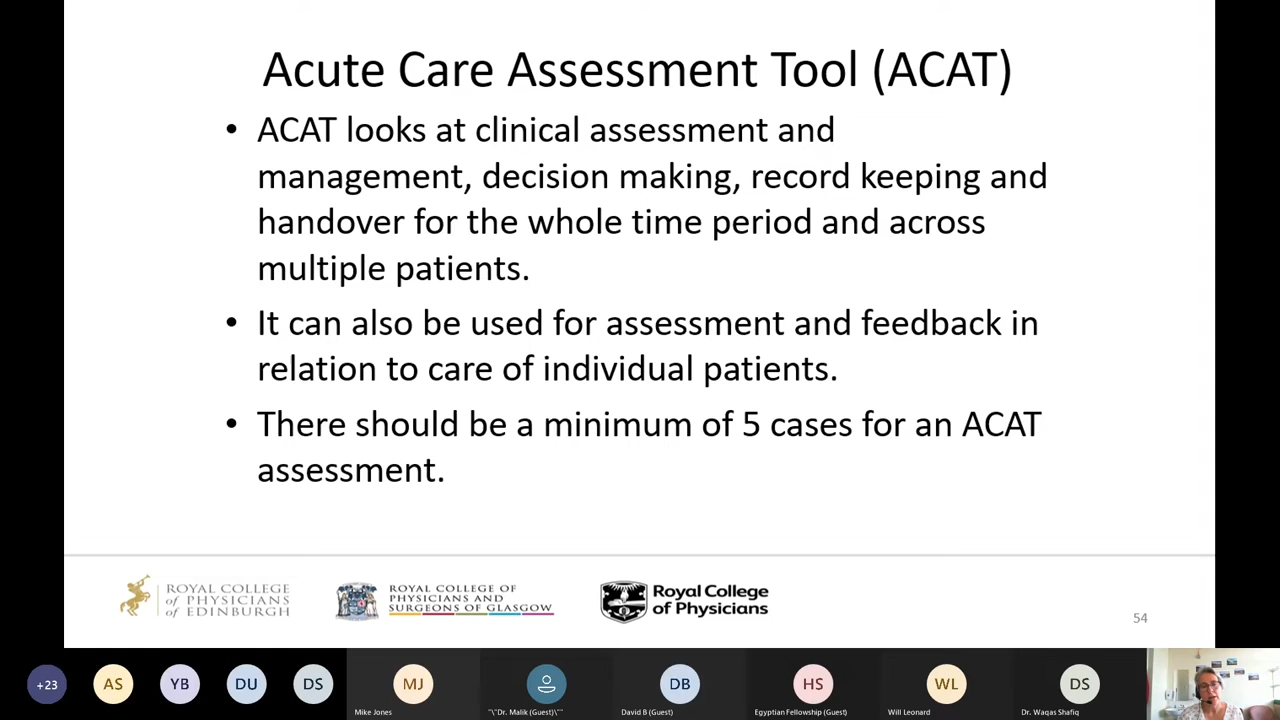 Acute Care Assessment Tool (ACAT)
• ACAT looks at clinical assessment and
management, decision making, record keeping and
handover for the whole time period and across
multiple patients.
• It can also be used for assessment and feedback in
relation to care of individual patients.
• There should be a minimum of 5 cases for an ACAT
assessment.
ROYAL COLLEGE
of PHYSICIANS
of EDINBURGH
ROYAL COLLEGE OF
PHYSICIANS AND
SURGEONS OF GLASGOW
Royal College
of Physicians
54
+23
AS
YB
DU
DS
MJ
DB
HS
WL
DS
Mike Jones
"\"Dr. Malik (Guest)\""
David B (Guest)
Egyptian Fellowship (Guest)
Will Leonard
Dr. Waqas Shafiq